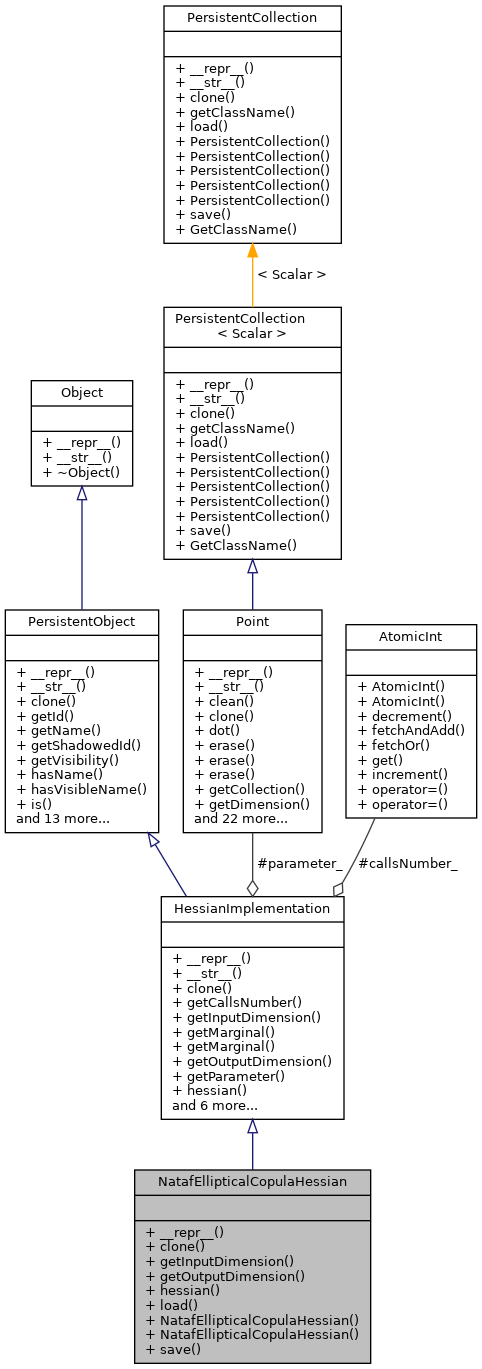 PersistentCollection
+ __repr__()
+ __str__()
+ clone()
+ getClassName()
+ load()
+ PersistentCollection()
+ PersistentCollection()
+ PersistentCollection()
+ PersistentCollection()
+ PersistentCollection()
+ save()
+ GetClassName()
< Scalar >
PersistentCollection
< Scalar >
+ __repr__()
+ __str__()
+ clone()
+ getClassName()
+ load()
+ PersistentCollection()
+ PersistentCollection()
+ PersistentCollection()
+ PersistentCollection()
+ PersistentCollection()
+ save()
+ GetClassName()
Object
+ __repr__()
+ __str__()
+ ~Object()
PersistentObject
+ __repr__()
+ __str__()
+ clone()
+ getId()
+ getName()
+ getShadowedId()
+ getVisibility()
+ hasName()
+ hasVisibleName()
+ is()
and 13 more...
Point
+ __repr__()
+ __str__()
+ clean()
+ clone()
+ dot()
+ erase()
+ erase()
+ erase()
+ getCollection()
+ getDimension()
and 22 more...
AtomicInt
+ AtomicInt()
+ AtomicInt()
+ decrement()
+ fetchAndAdd()
+ fetchOr()
+ get()
+ increment()
+ operator=()
+ operator=()
#parameter_
#callsNumber_
HessianImplementation
+ __repr__()
+ __str__()
+ clone()
+ getCallsNumber()
+ getInputDimension()
+ getMarginal()
+ getMarginal()
+ getOutputDimension()
+ getParameter()
+ hessian()
and 6 more...
NatafEllipticalCopulaHessian
+ __repr__()
+ clone()
+ getInputDimension()
+ getOutputDimension()
+ hessian()
+ load()
+ NatafEllipticalCopulaHessian()
+ NatafEllipticalCopulaHessian()
+ save()